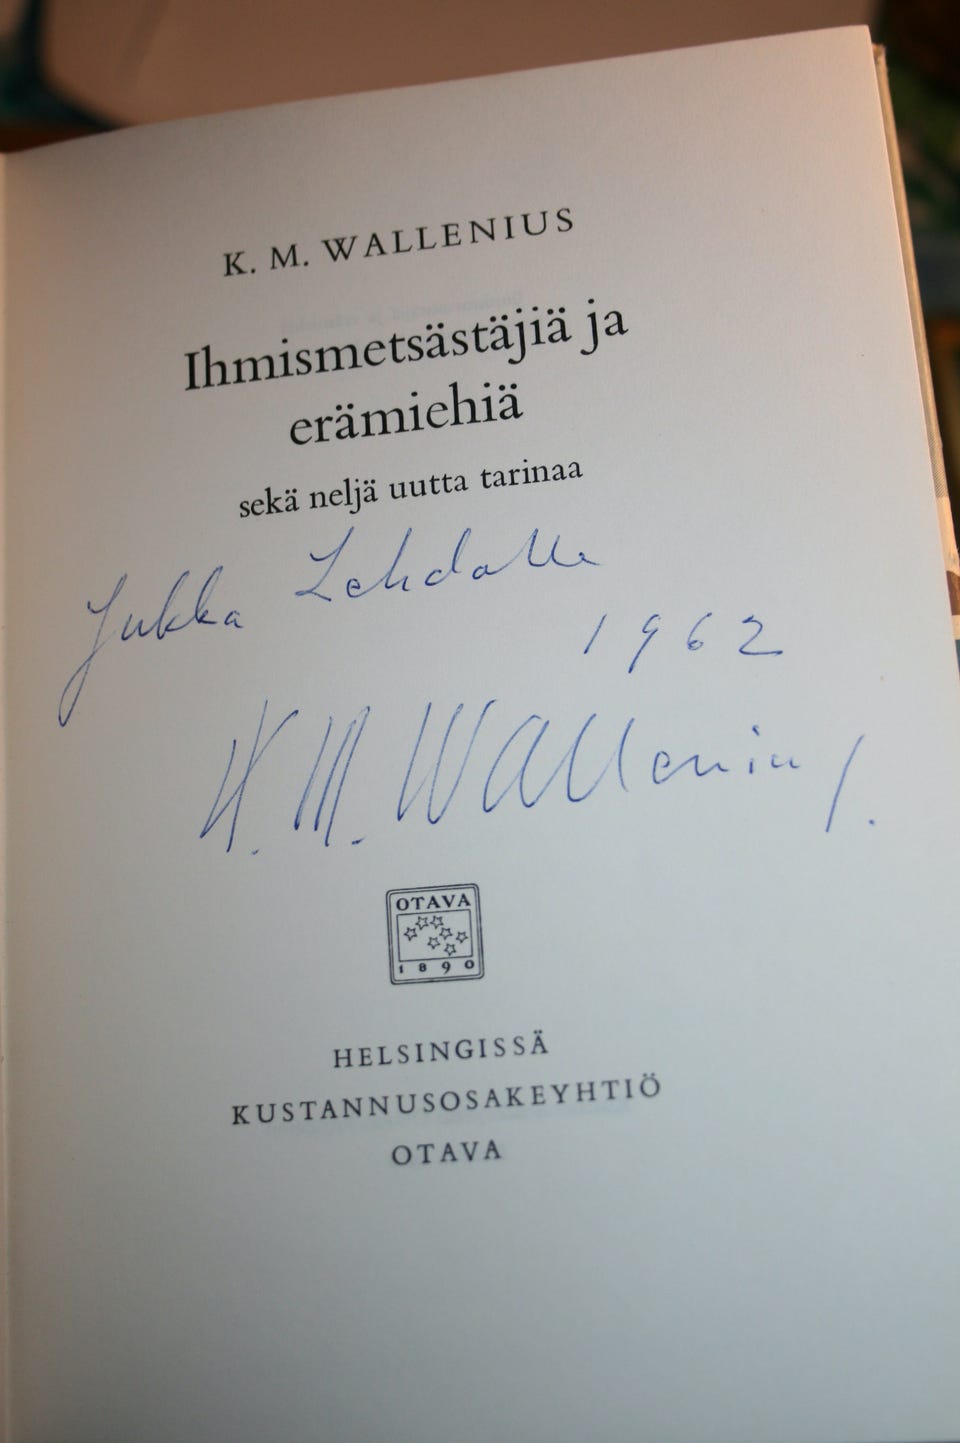 K. M. WALLENIUS
Ihmismetsästäjiä ja
erämiehiä
sekä neljä uutta tarinaa
Jukka Lehdolle
1962
K. M. Wallenius.
OTAVA
1890
HELSINGISSÄ
KUSTANNUSOSAKEYHTIÖ
OTAVA